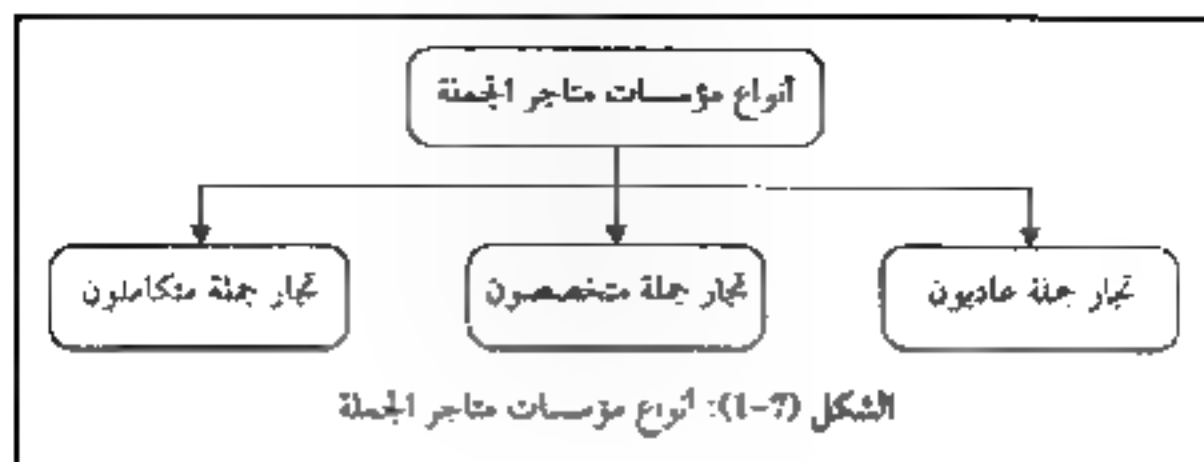 أنواع مؤسسات متاجر الجملة
تجار جملة عاديون
تجار جملة متخصصون
تجار جملة متكاملون
الشكل (7-1): أنواع مؤسسات متاجر الجملة